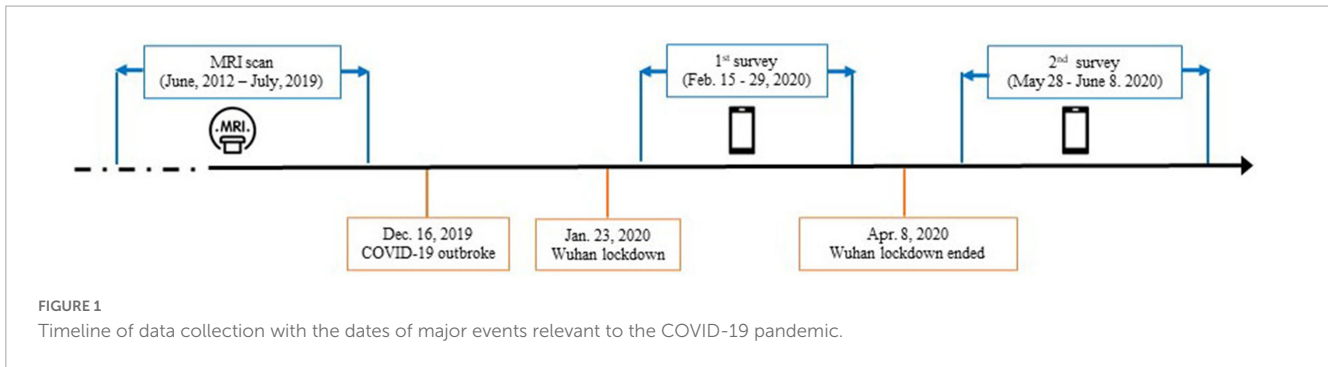 MRI scan
(June, 2012 – July, 2019)
1st survey
(Feb. 15 - 29, 2020)
2nd survey
(May 28 - June 8. 2020)
.MRI.
Dec. 16, 2019
COVID-19 outbroke
Jan. 23, 2020
Wuhan lockdown
Apr. 8, 2020
Wuhan lockdown ended
FIGURE 1
Timeline of data collection with the dates of major events relevant to the COVID-19 pandemic.